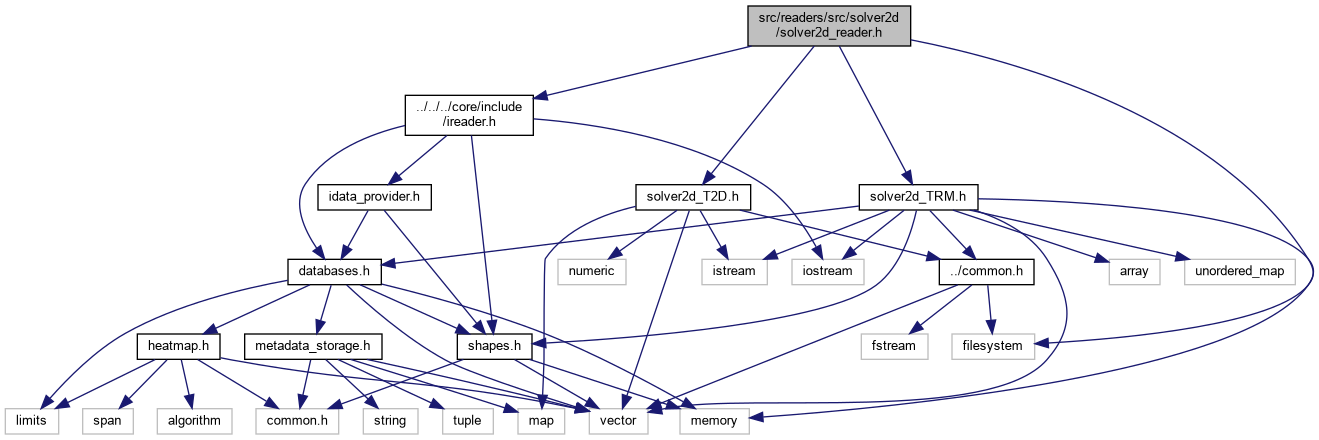 src/readers/src/solver2d
/solver2d_reader.h
../../../core/include
/ireader.h
idata_provider.h
solver2d_T2D.h
solver2d_TRM.h
databases.h
numeric
istream
iostream
../common.h
array
unordered_map
heatmap.h
metadata_storage.h
shapes.h
fstream
filesystem
limits
span
algorithm
common.h
string
tuple
map
vector
memory